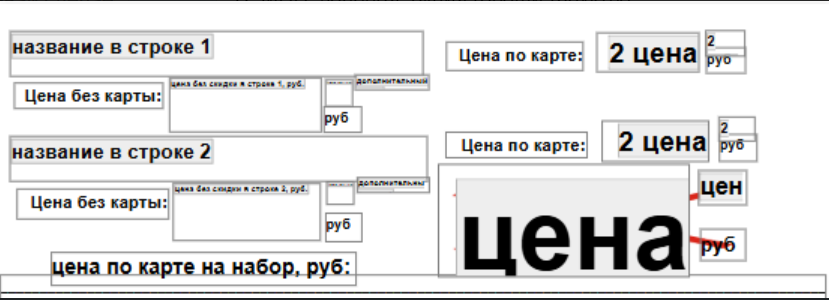 название в строке 1
Цена по карте:
2 цена
2
руб
Цена без карты:
цена без скидки в строке 1, руб.
дополнительный
руб
название в строке 2
Цена по карте:
2 цена
2
руб
Цена без карты:
цена без скидки в строке 2, руб.
дополнительны
руб
цена
цен
руб
цена по карте на набор, руб: